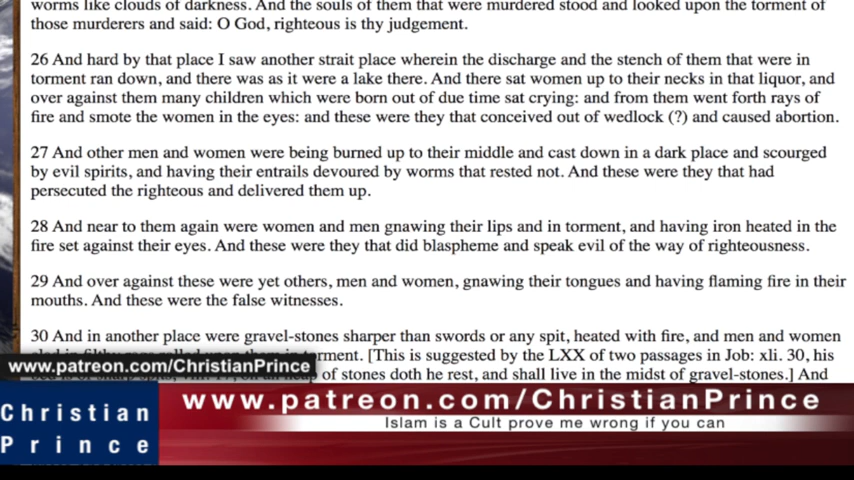 worms like clouds of darkness. And the souls of them that were murdered stood and looked upon the torment of
those murderers and said: O God, righteous is thy judgement.
26 And hard by that place I saw another strait place wherein the discharge and the stench of them that were in
torment ran down, and there was as it were a lake there. And there sat women up to their necks in that liquor, and
over against them many children which were born out of due time sat crying: and from them went forth rays of
fire and smote the women in the eyes: and these were they that conceived out of wedlock (?) and caused abortion.
27 And other men and women were being burned up to their middle and cast down in a dark place and scourged
by evil spirits, and having their entrails devoured by worms that rested not. And these were they that had
persecuted the righteous and delivered them up.
28 And near to them again were women and men gnawing their lips and in torment, and having iron heated in the
fire set against their eyes. And these were they that did blaspheme and speak evil of the way of righteousness.
29 And over against these were yet others, men and women, gnawing their tongues and having flaming fire in their
mouths. And these were the false witnesses.
30 And in another place were gravel-stones sharper than swords or any spit, heated with fire, and men and women
torment. [This is suggested by the LXX of two passages in Job: xli. 30, his
of stones doth he rest, and shall live in the midst of gravel-stones.] And
www.patreon.com/ChristianPrince
www.patreon.com/ChristianPrince
Islam is a Cult prove me wrong if you can
Christian
Prince